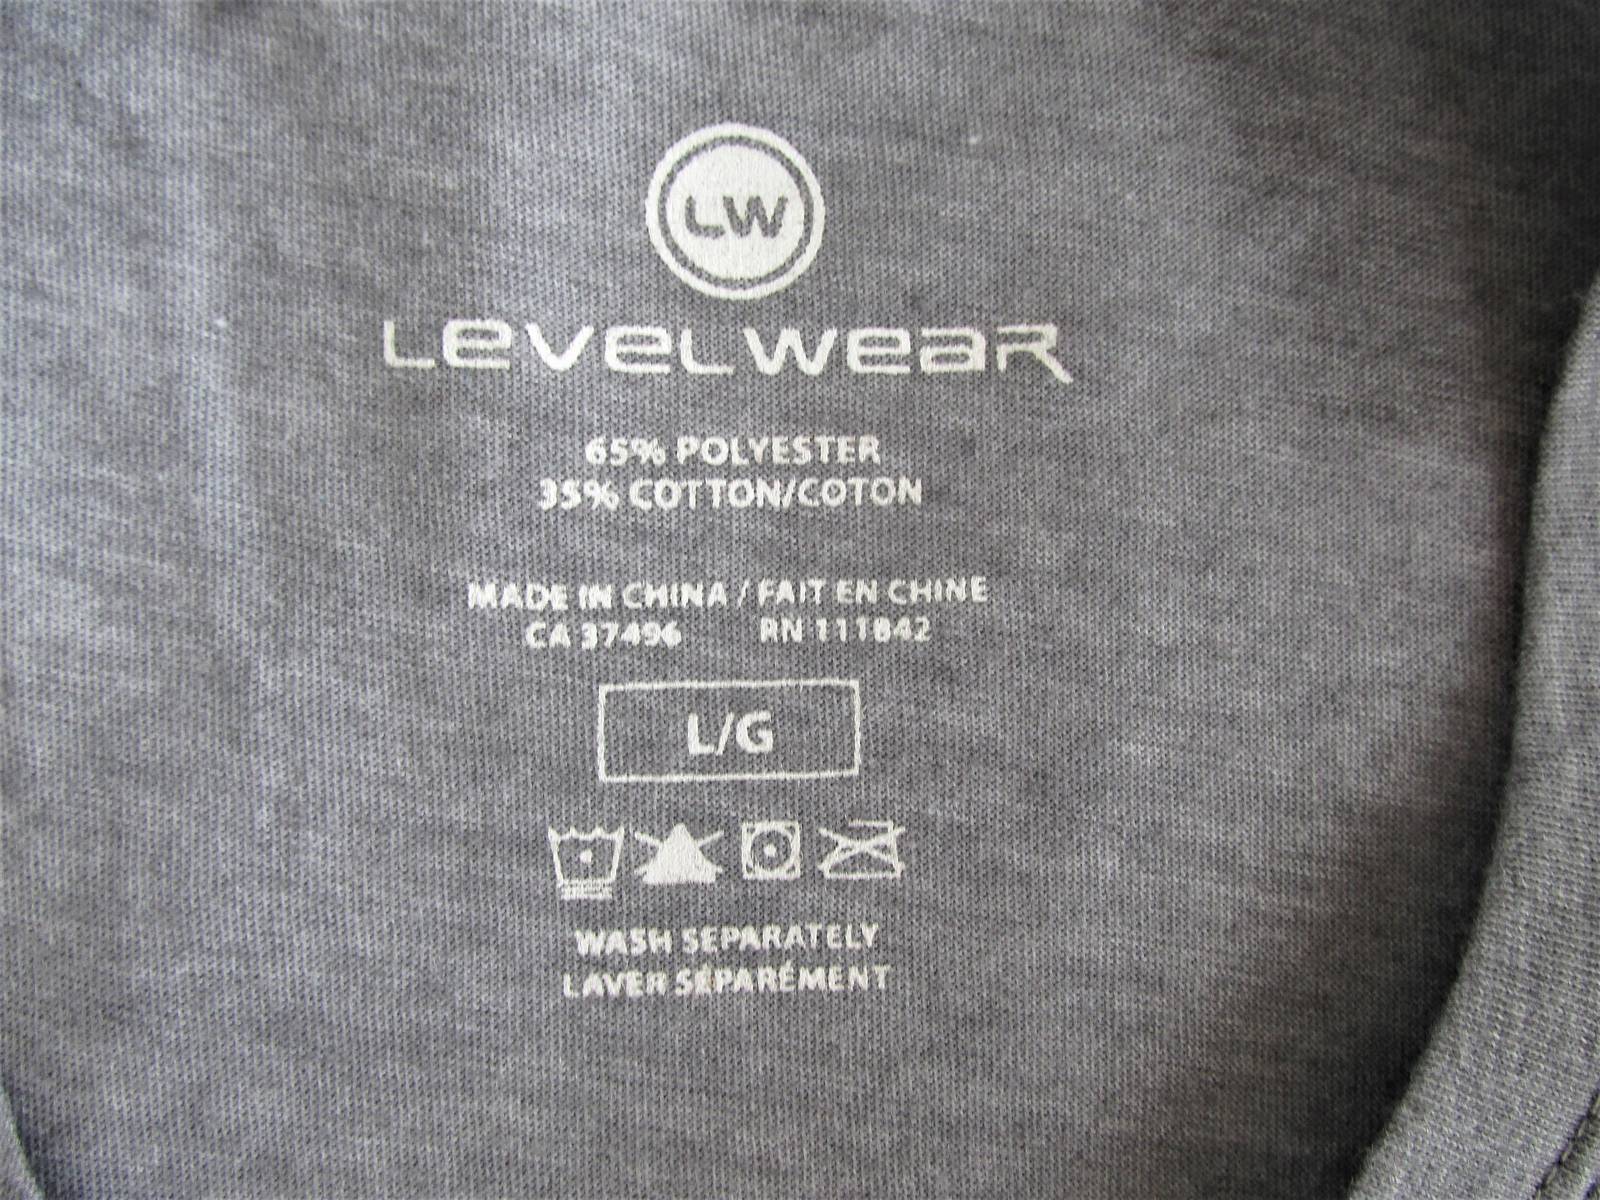 LW
LEVELWEAR
65% POLYESTER
35% COTTON/COTON
MADE IN CHINA / FAIT EN CHINE
CA 37496 RN 111842
L/G
WASH SEPARATELY
LAVER SÉPARÉMENT